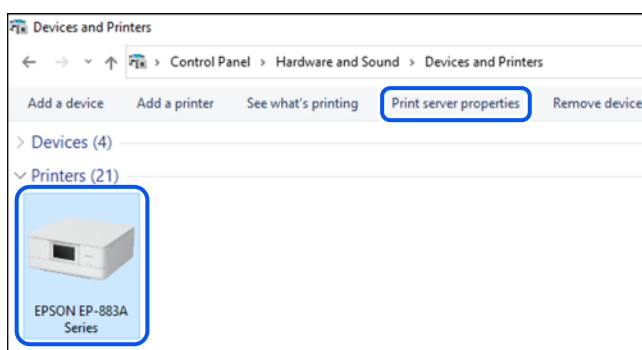 Devices and Printers
Control Panel > Hardware and Sound > Devices and Printers
Add a device Add a printer See what's printing Print server properties Remove device
Devices (4)
Printers (21)
EPSON EP-883A
Series